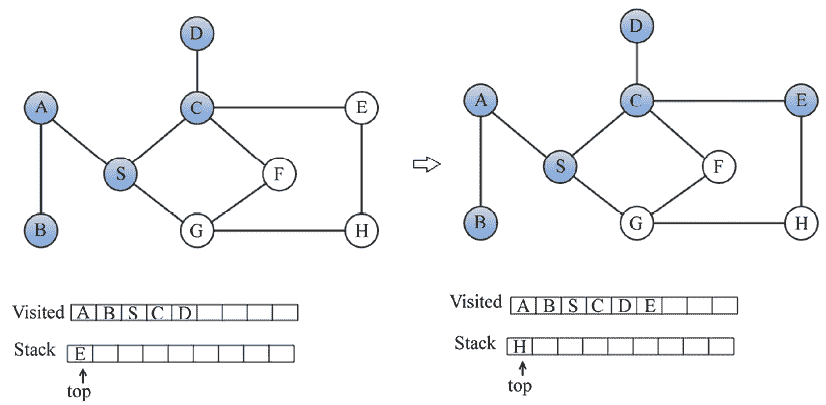 D
A
C
E
S
F
B
G
H
Visited A B S C D
Stack E
top
D
A
C
E
S
F
B
G
H
Visited A B S C D E
Stack H
top